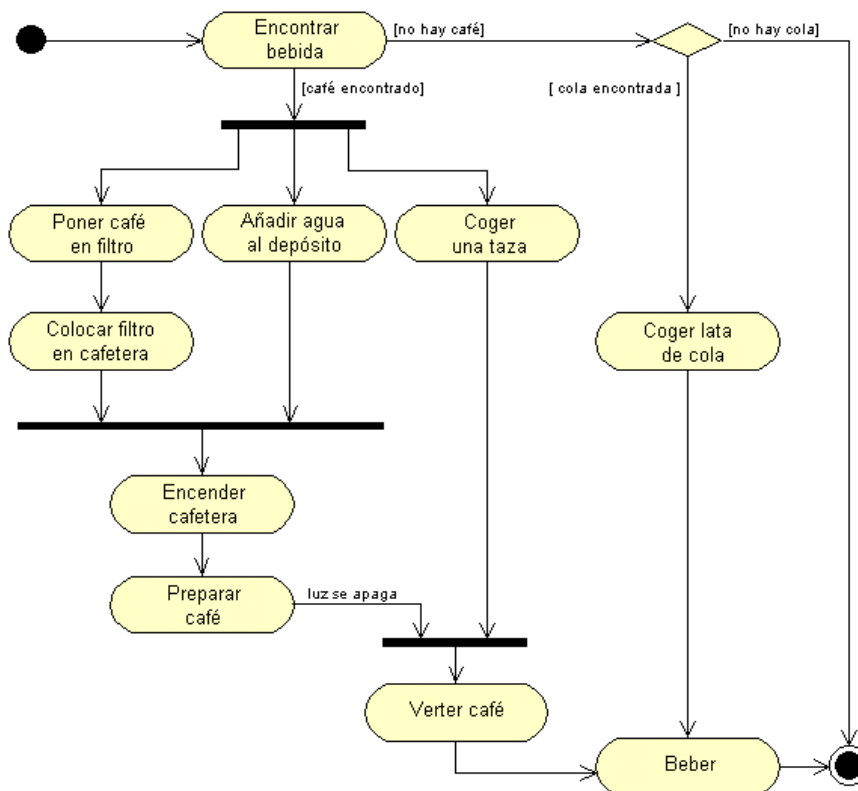 Encontrar
bebida
[no hay café]
[no hay cola]
[café encontrado]
[ cola encontrada ]
Poner café
en filtro
Añadir agua
al depósito
Coger
una taza
Colocar filtro
en cafetera
Coger lata
de cola
Encender
cafetera
Preparar
café
luz se apaga
Verter café
Beber